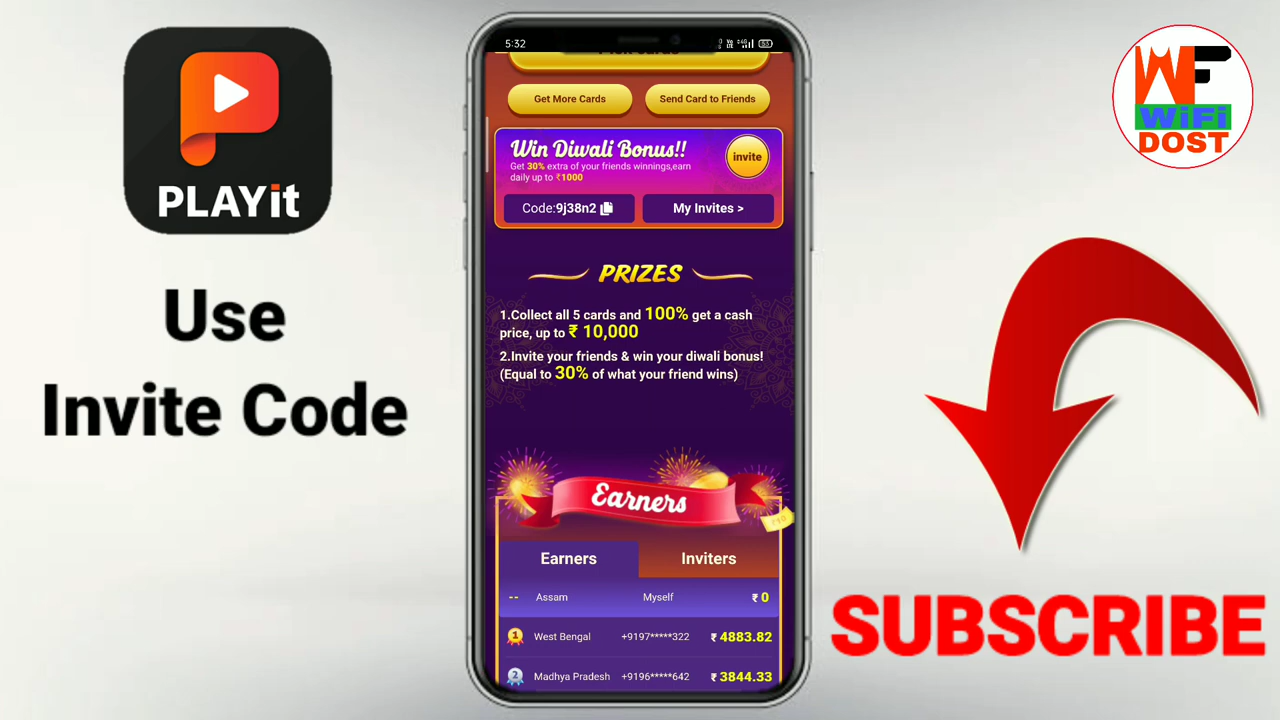 PLAYit
Use
Invite Code
5:32
Get More Cards
Send Card to Friends
Win Diwali Bonus!!
Get 30% extra of your friends winnings,earn
daily up to ₹1000
invite
Code:9j38n2
My Invites >
PRIZES
1.Collect all 5 cards and 100% get a cash
price, up to ₹ 10,000
2.Invite your friends & win your diwali bonus!
(Equal to 30% of what your friend wins)
Earners
₹10
Earners
Inviters
-- Assam Myself ₹ 0
1 West Bengal +9197*****322 ₹ 4883.82
2 Madhya Pradesh +9196*****642 ₹ 3844.33
WF
WiFi
DOST
SUBSCRIBE